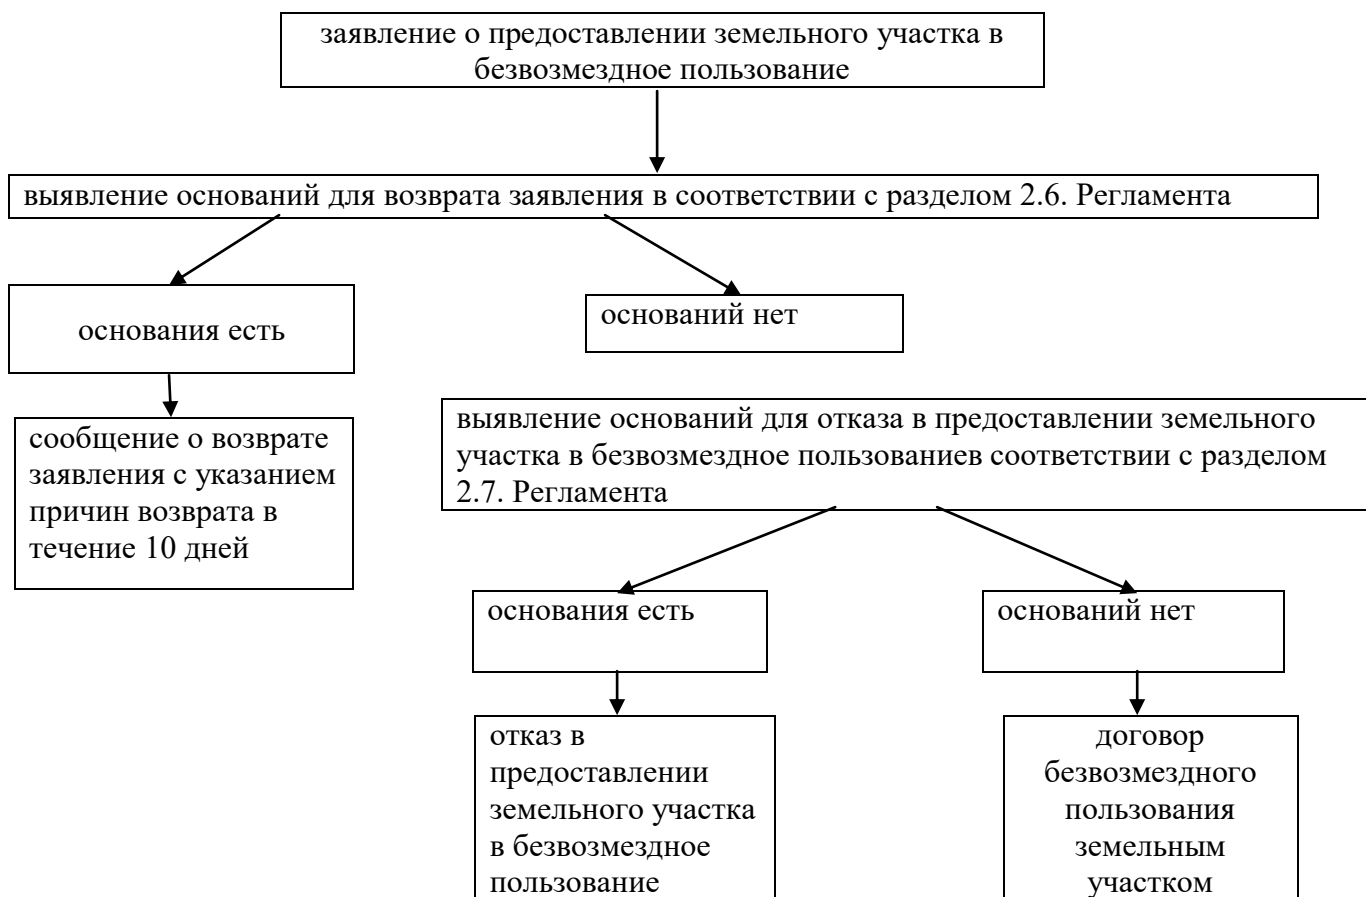 заявление о предоставлении земельного участка в
безвозмездное пользование
выявление оснований для возврата заявления в соответствии с разделом 2.6. Регламента
основания есть
оснований нет
сообщение о возврате
заявления с указанием
причин возврата в
течение 10 дней
выявление оснований для отказа в предоставлении земельного
участка в безвозмездное пользованиев соответствии с разделом
2.7. Регламента
основания есть
оснований нет
отказ в
предоставлении
земельного участка
в безвозмездное
пользование
договор
безвозмездного
пользования
земельным
участком